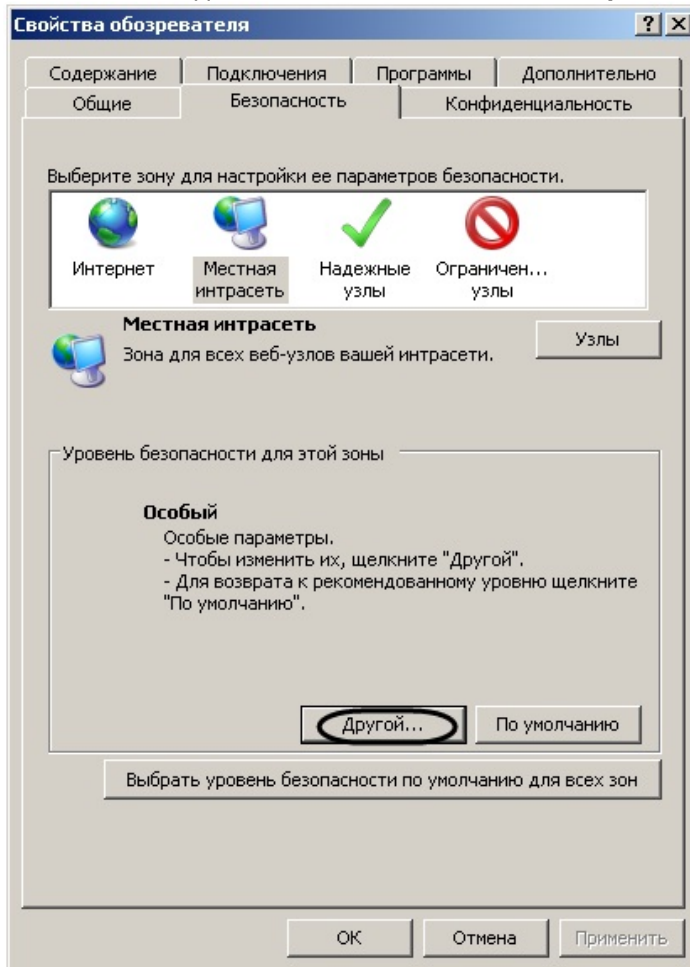 Свойства обозревателя
Содержание Подключения Программы Дополнительно
Общие Безопасность Конфиденциальность
Выберите зону для настройки ее параметров безопасности.
Интернет
Местная
интрасеть
Надежные
узлы
Ограничен...
узлы
Местная интрасеть
Зона для всех веб-узлов вашей интрасети.
Узлы
Уровень безопасности для этой зоны
Особый
Особые параметры.
- Чтобы изменить их, щелкните "Другой".
- Для возврата к рекомендованному уровню щелкните
"По умолчанию".
Другой... По умолчанию
Выбрать уровень безопасности по умолчанию для всех зон
ОК Отмена Применить